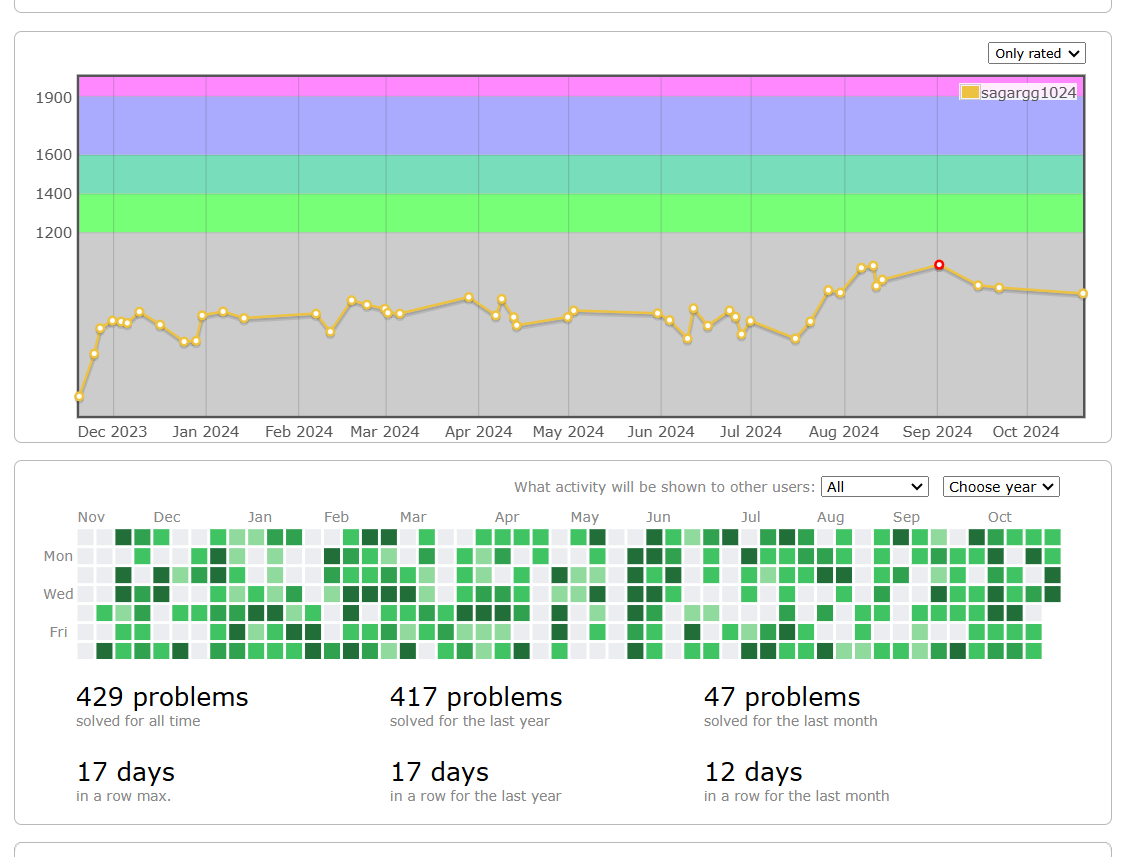 Only rated
sagargg1024
1900
1600
1400
1200
Dec 2023 Jan 2024 Feb 2024 Mar 2024 Apr 2024 May 2024 Jun 2024 Jul 2024 Aug 2024 Sep 2024 Oct 2024
What activity will be shown to other users: All Choose year
Nov Dec Jan Feb Mar Apr May Jun Jul Aug Sep Oct
Mon
Wed
Fri
429 problems 417 problems 47 problems
solved for all time solved for the last year solved for the last month
17 days 17 days 12 days
in a row max. in a row for the last year in a row for the last month